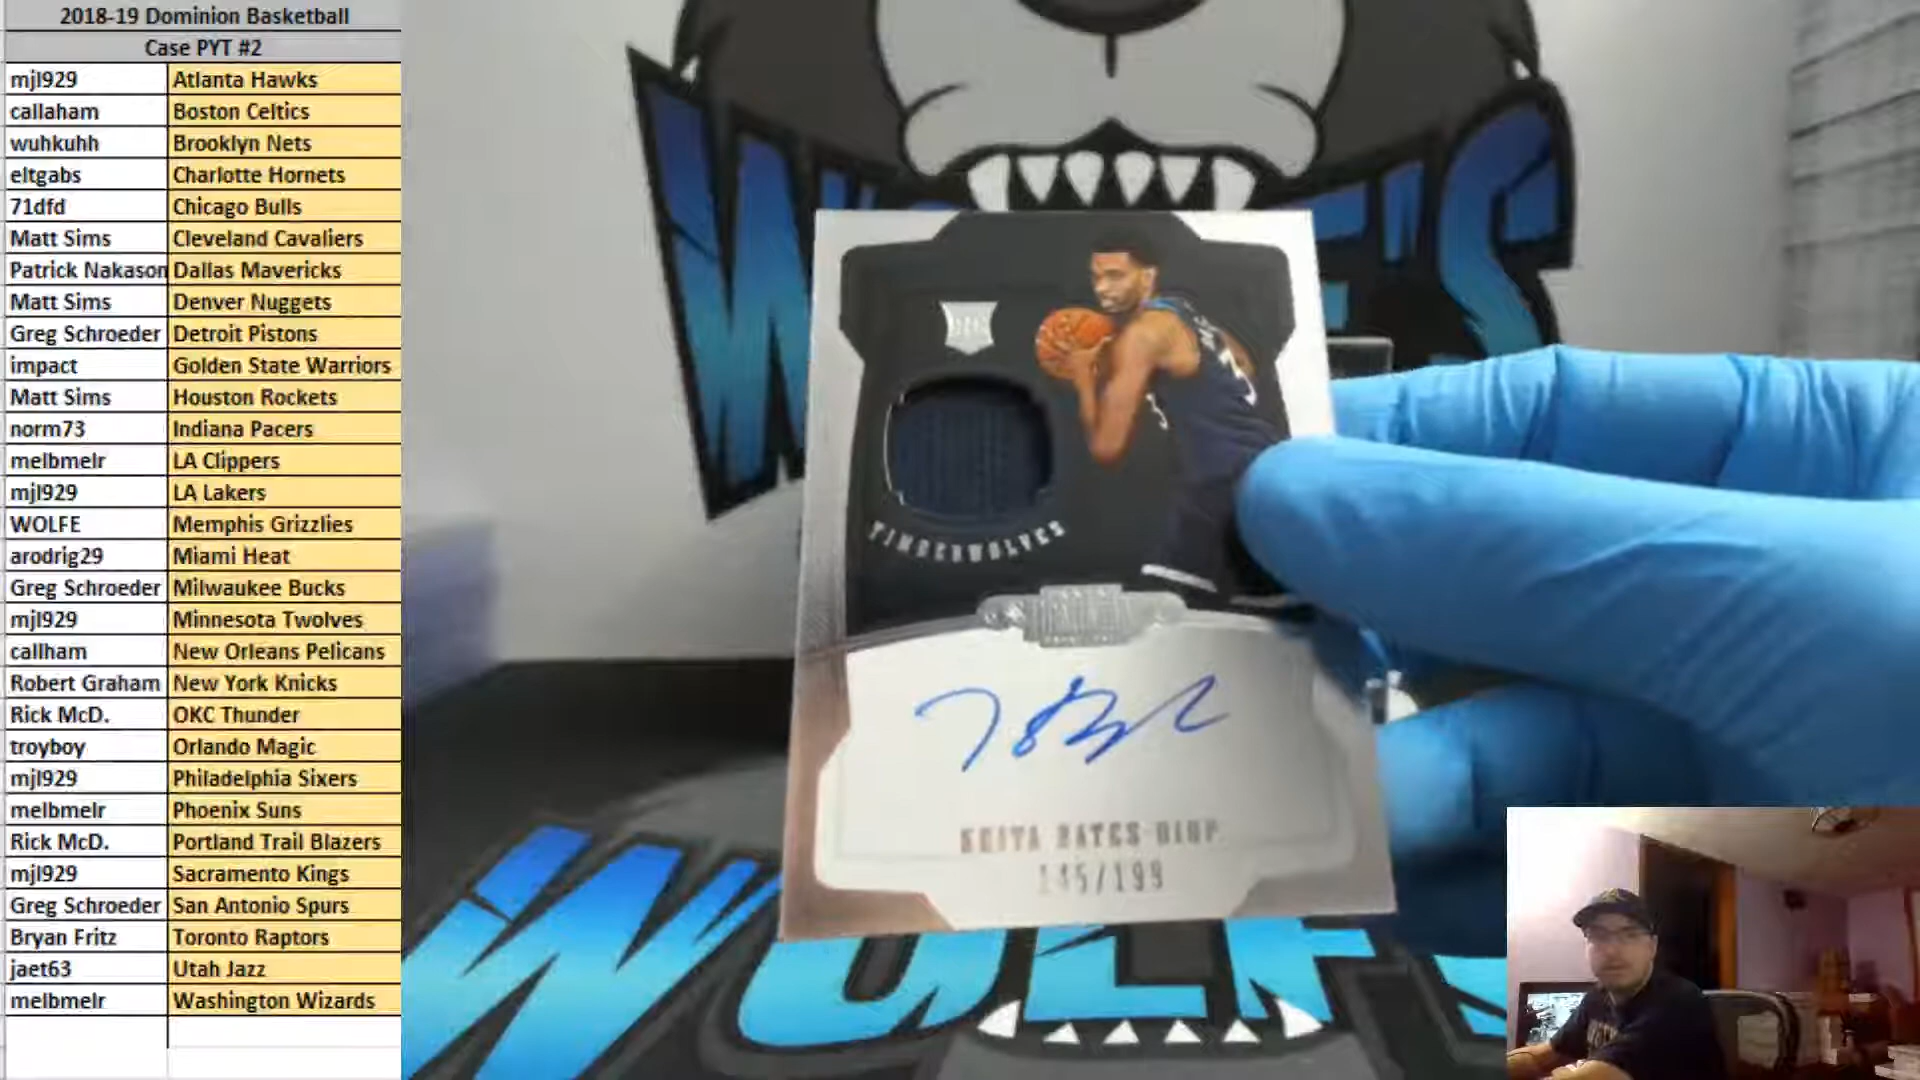 2018-19 Dominion Basketball
Case PYT #2
mjl929 Atlanta Hawks
callaham Boston Celtics
wuhkuhh Brooklyn Nets
eltgabs Charlotte Hornets
71dfd Chicago Bulls
Matt Sims Cleveland Cavaliers
Patrick Nakason Dallas Mavericks
Matt Sims Denver Nuggets
Greg Schroeder Detroit Pistons
impact Golden State Warriors
Matt Sims Houston Rockets
norm73 Indiana Pacers
melbmelr LA Clippers
mjl929 LA Lakers
WOLFE Memphis Grizzlies
arodrig29 Miami Heat
Greg Schroeder Milwaukee Bucks
mjl929 Minnesota Twolves
callham New Orleans Pelicans
Robert Graham New York Knicks
Rick McD. OKC Thunder
troyboy Orlando Magic
mjl929 Philadelphia Sixers
melbmelr Phoenix Suns
Rick McD. Portland Trail Blazers
mjl929 Sacramento Kings
Greg Schroeder San Antonio Spurs
Bryan Fritz Toronto Raptors
jaet63 Utah Jazz
melbmelr Washington Wizards
TIMBERWOLVES
KEITA BATES-DIOP
145/199